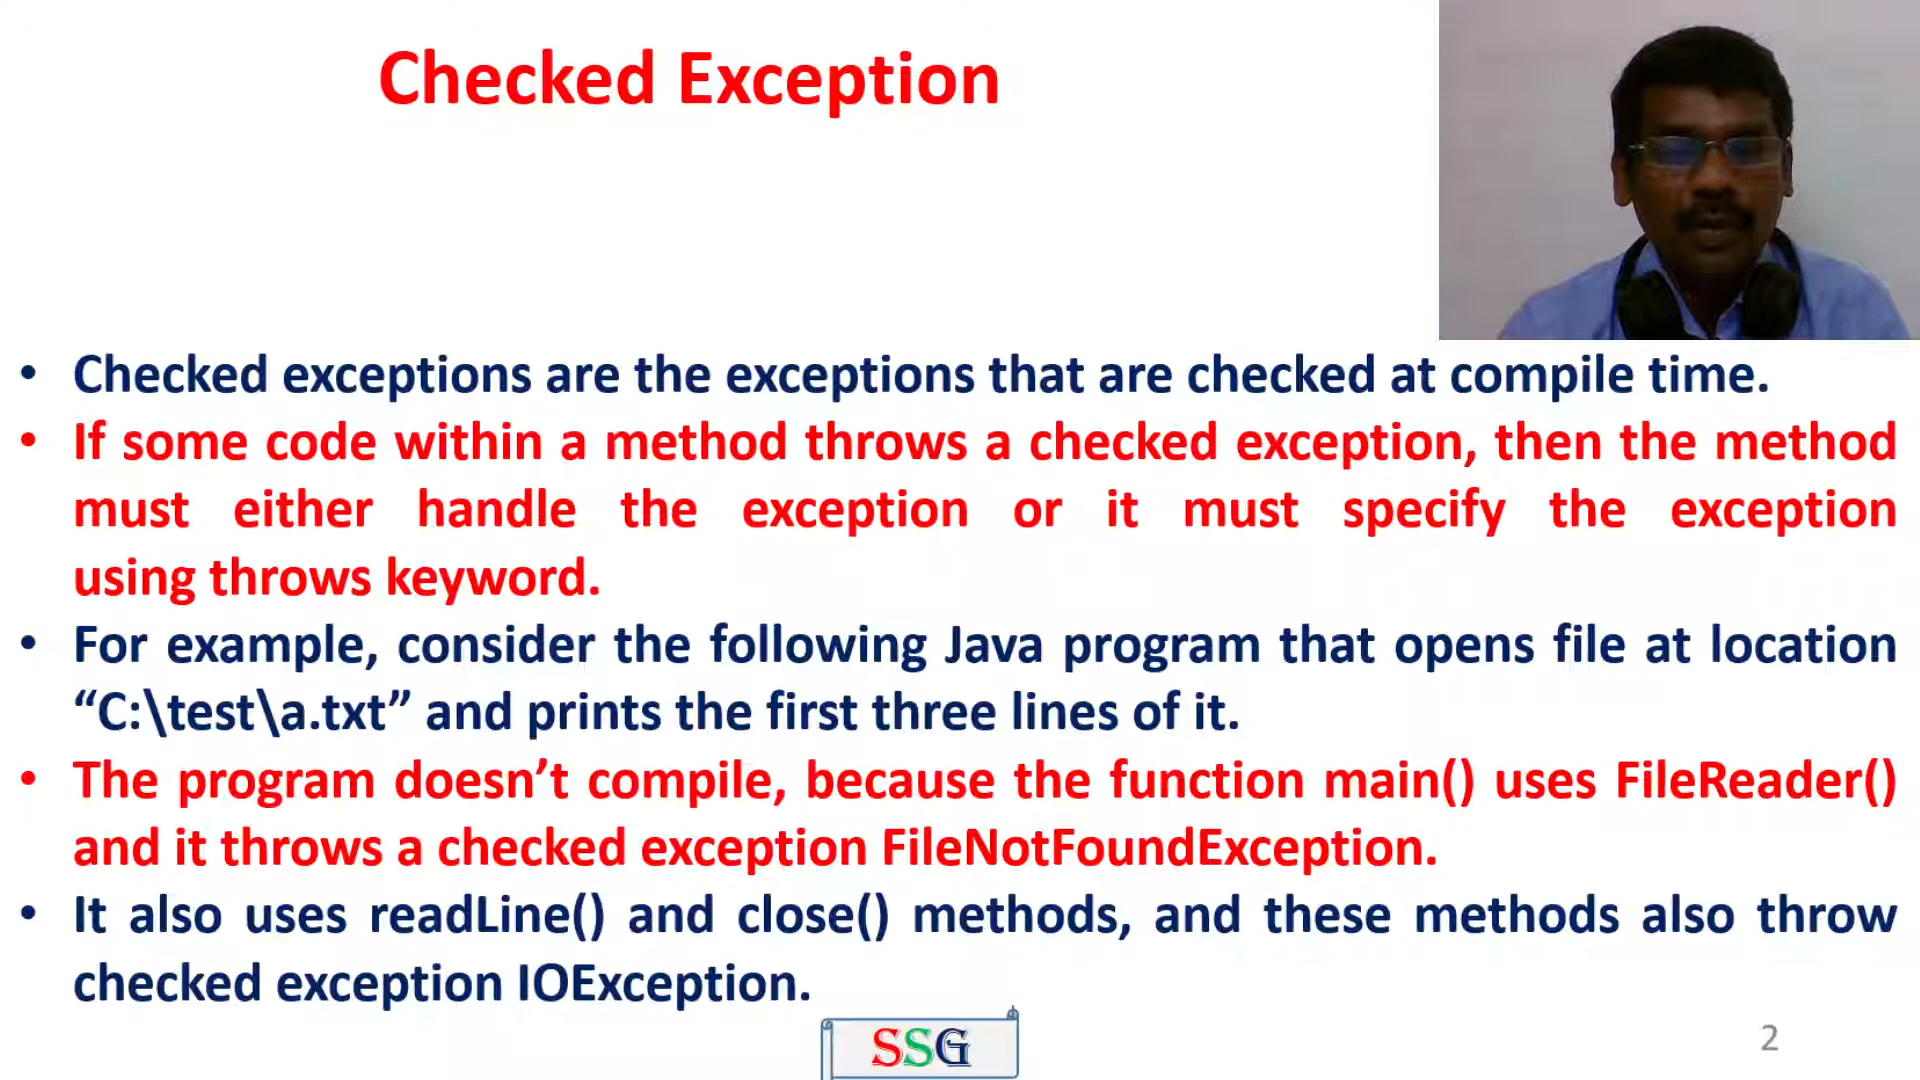 Checked Exception
• Checked exceptions are the exceptions that are checked at compile time.
• If some code within a method throws a checked exception, then the method
must either handle the exception or it must specify the exception
using throws keyword.
• For example, consider the following Java program that opens file at location
“C:\test\a.txt” and prints the first three lines of it.
• The program doesn’t compile, because the function main() uses FileReader()
and it throws a checked exception FileNotFoundException.
• It also uses readLine() and close() methods, and these methods also throw
checked exception IOException.
SSG
2